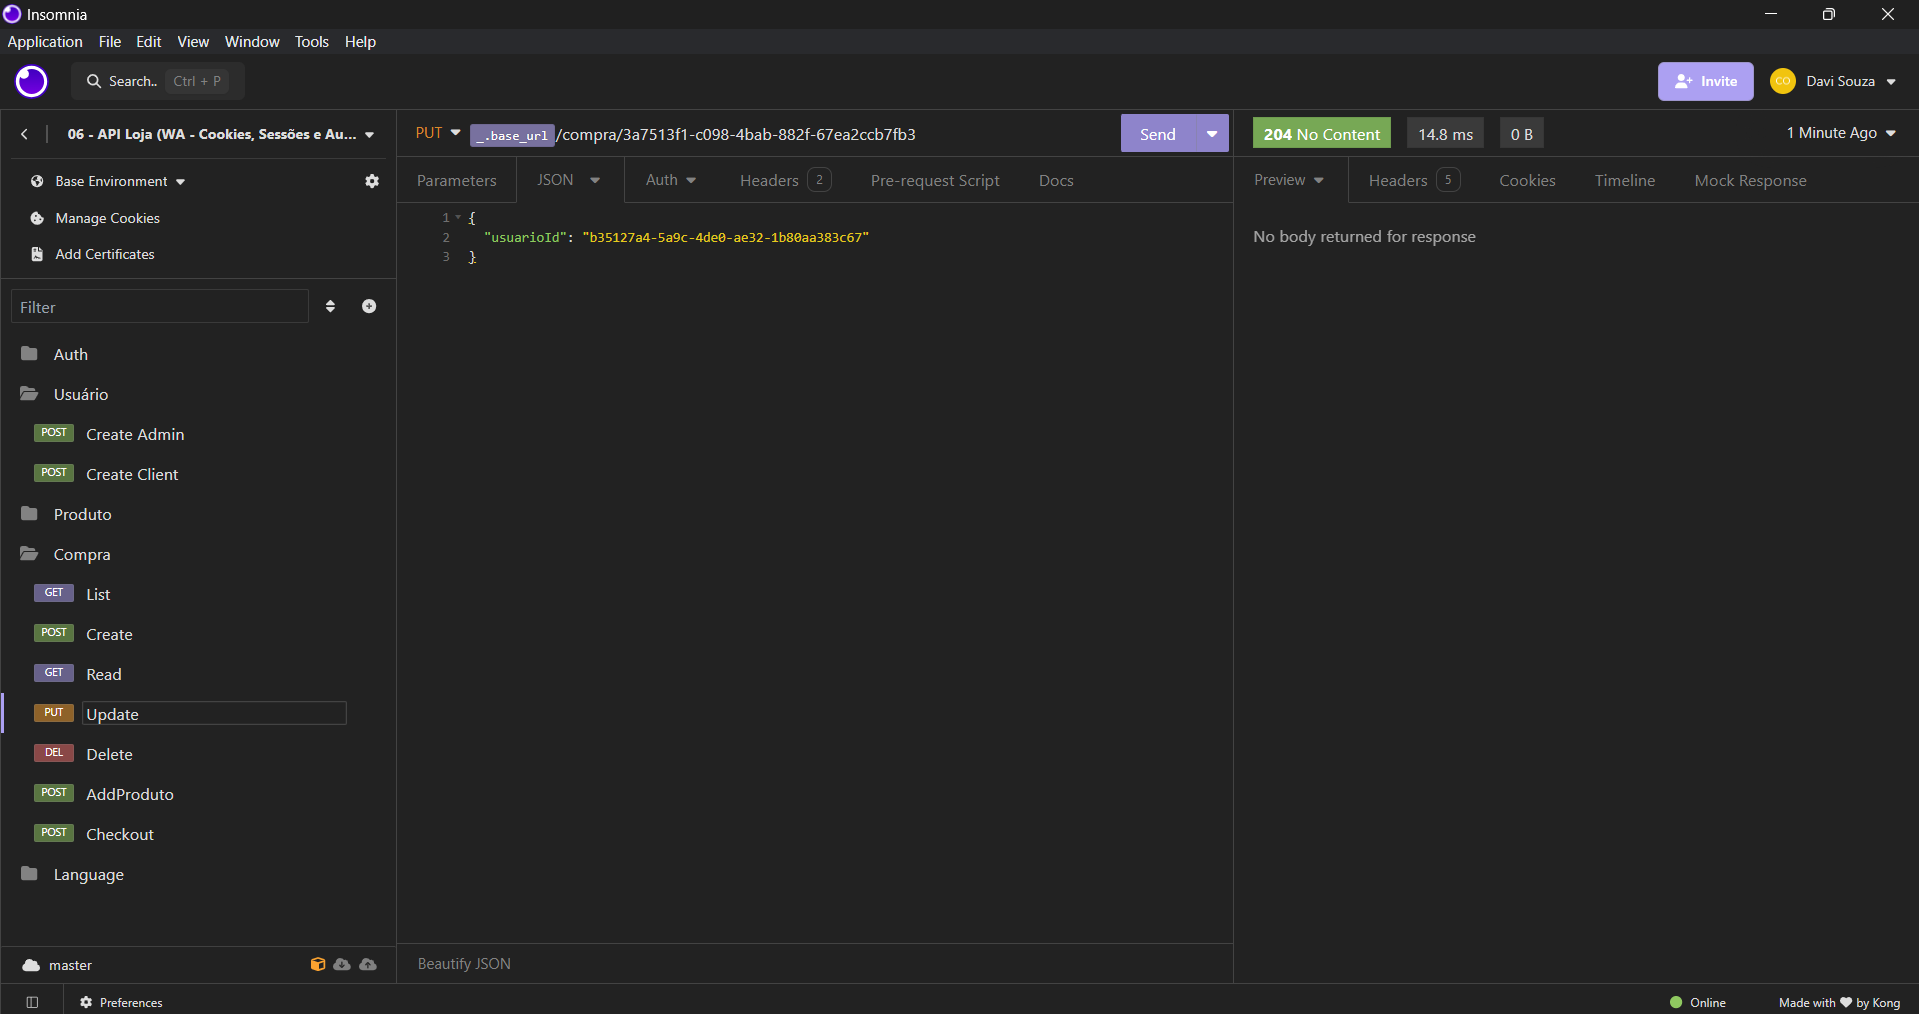 Insomnia
Application File Edit View Window Tools Help
Search.. Ctrl + P
Invite
CO Davi Souza
06 - API Loja (WA - Cookies, Sessões e Au...
Base Environment
Manage Cookies
Add Certificates
Filter
Auth
Usuário
POST Create Admin
POST Create Client
Produto
Compra
GET List
POST Create
GET Read
PUT Update
DEL Delete
POST AddProduto
POST Checkout
Language
master
PUT _.base_url /compra/3a7513f1-c098-4bab-882f-67ea2ccb7fb3 Send
Parameters JSON Auth Headers 2 Pre-request Script Docs
1 {
2 "usuarioId": "b35127a4-5a9c-4de0-ae32-1b80aa383c67"
3 }
Beautify JSON
204 No Content 14.8 ms 0 B 1 Minute Ago
Preview Headers 5 Cookies Timeline Mock Response
No body returned for response
Preferences
Online Made with ❤ by Kong